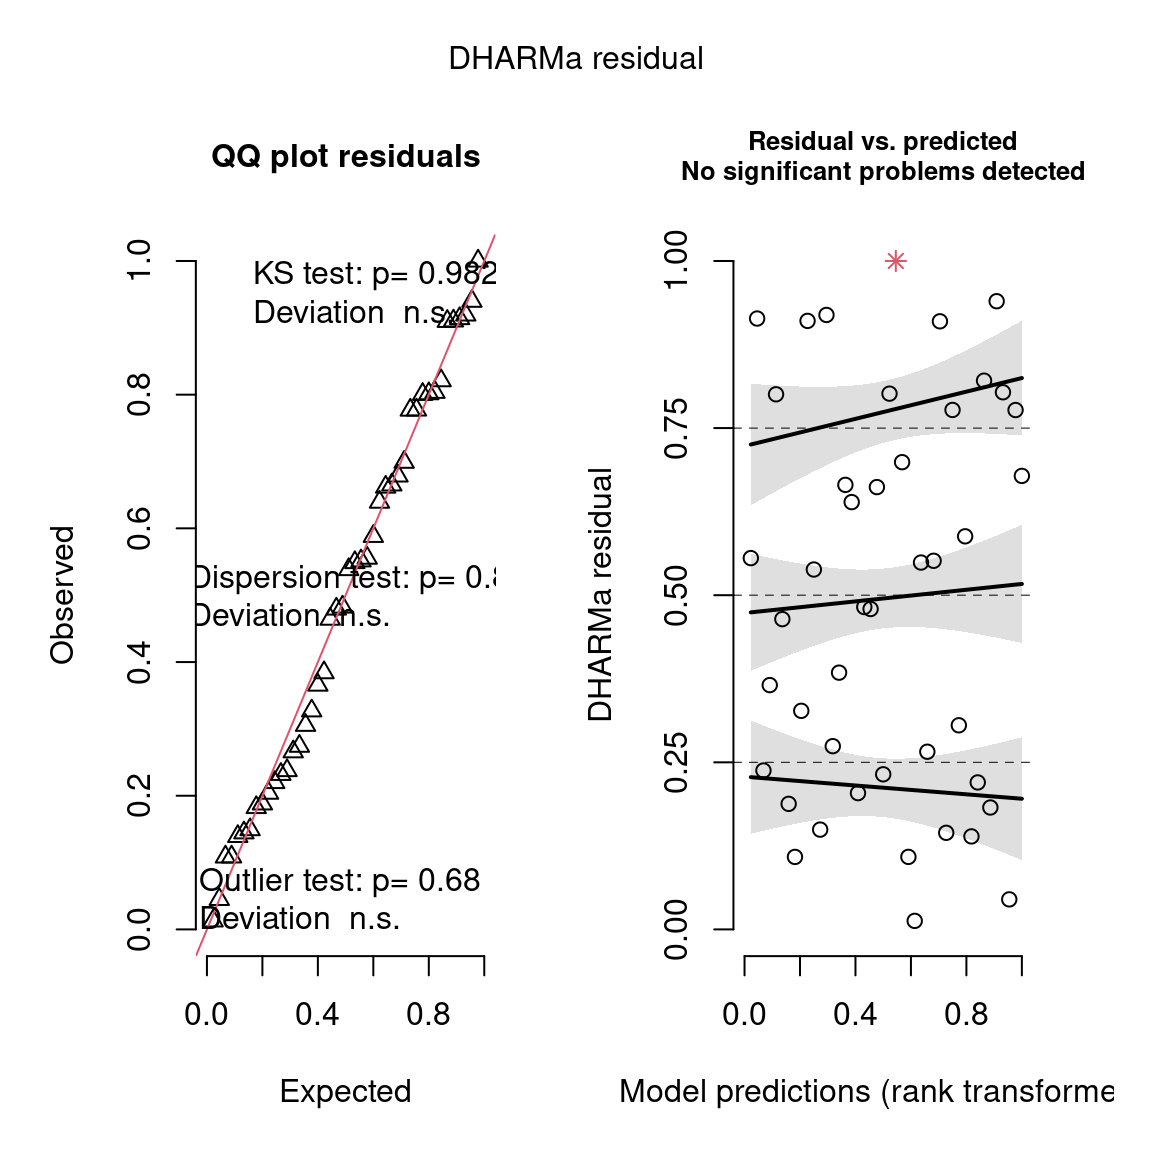 DHARMa residual
QQ plot residuals
KS test: p= 0.982
Deviation n.s.
Dispersion test: p= 0.8
Deviation n.s.
Outlier test: p= 0.68
Deviation n.s.
Observed
1.0
0.8
0.6
0.4
0.2
0.0
0.0 0.4 0.8
Expected
Residual vs. predicted
No significant problems detected
DHARMa residual
1.00
0.75
0.50
0.25
0.00
0.0 0.4 0.8
Model predictions (rank transforme